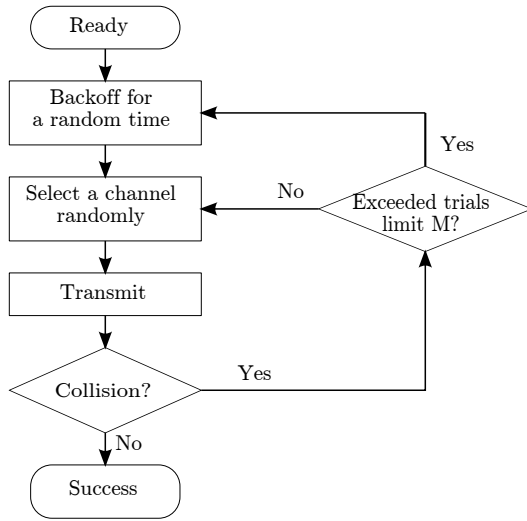 Ready
Backoff for
a random time
Yes
Select a channel
randomly
No
Exceeded trials
limit M?
Transmit
Collision?
Yes
No
Success